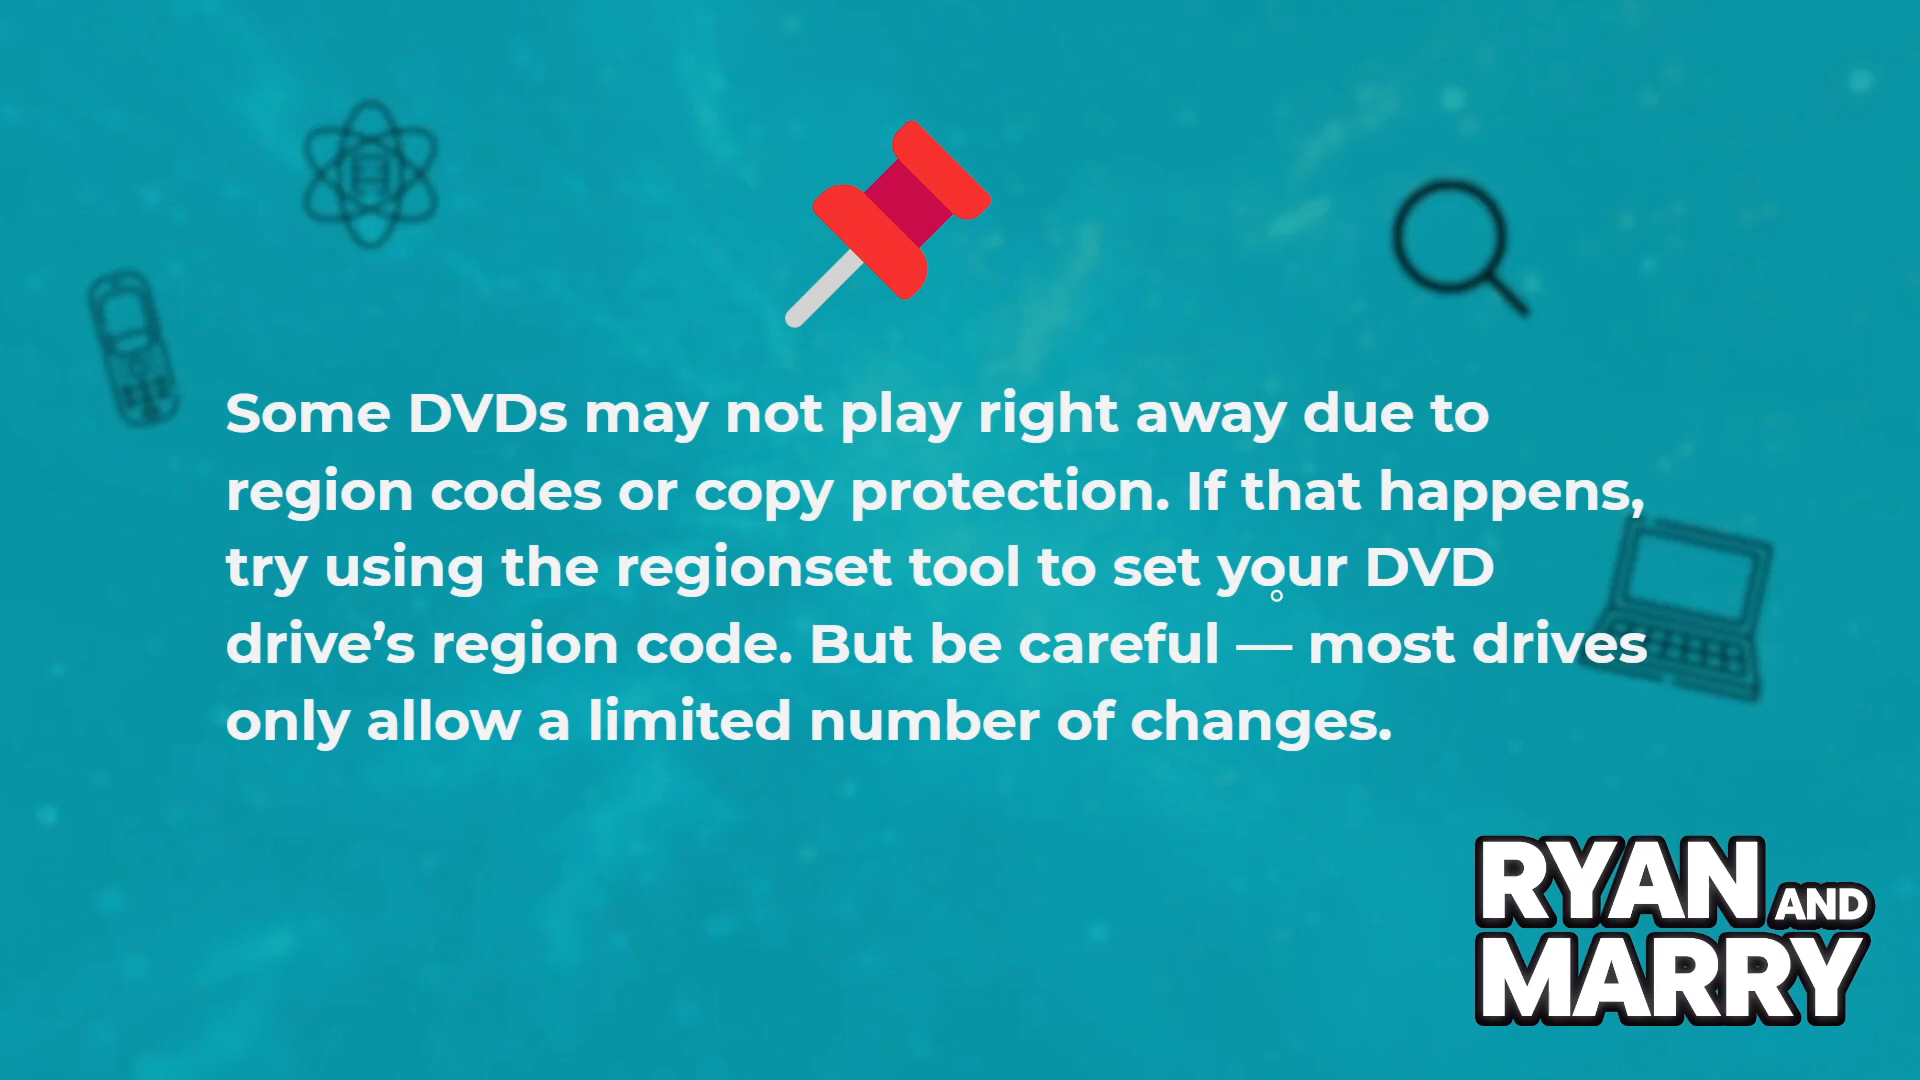 Some DVDs may not play right away due to
region codes or copy protection. If that happens,
try using the regionset tool to set your DVD
drive’s region code. But be careful — most drives
only allow a limited number of changes.
RYAN AND
MARRY